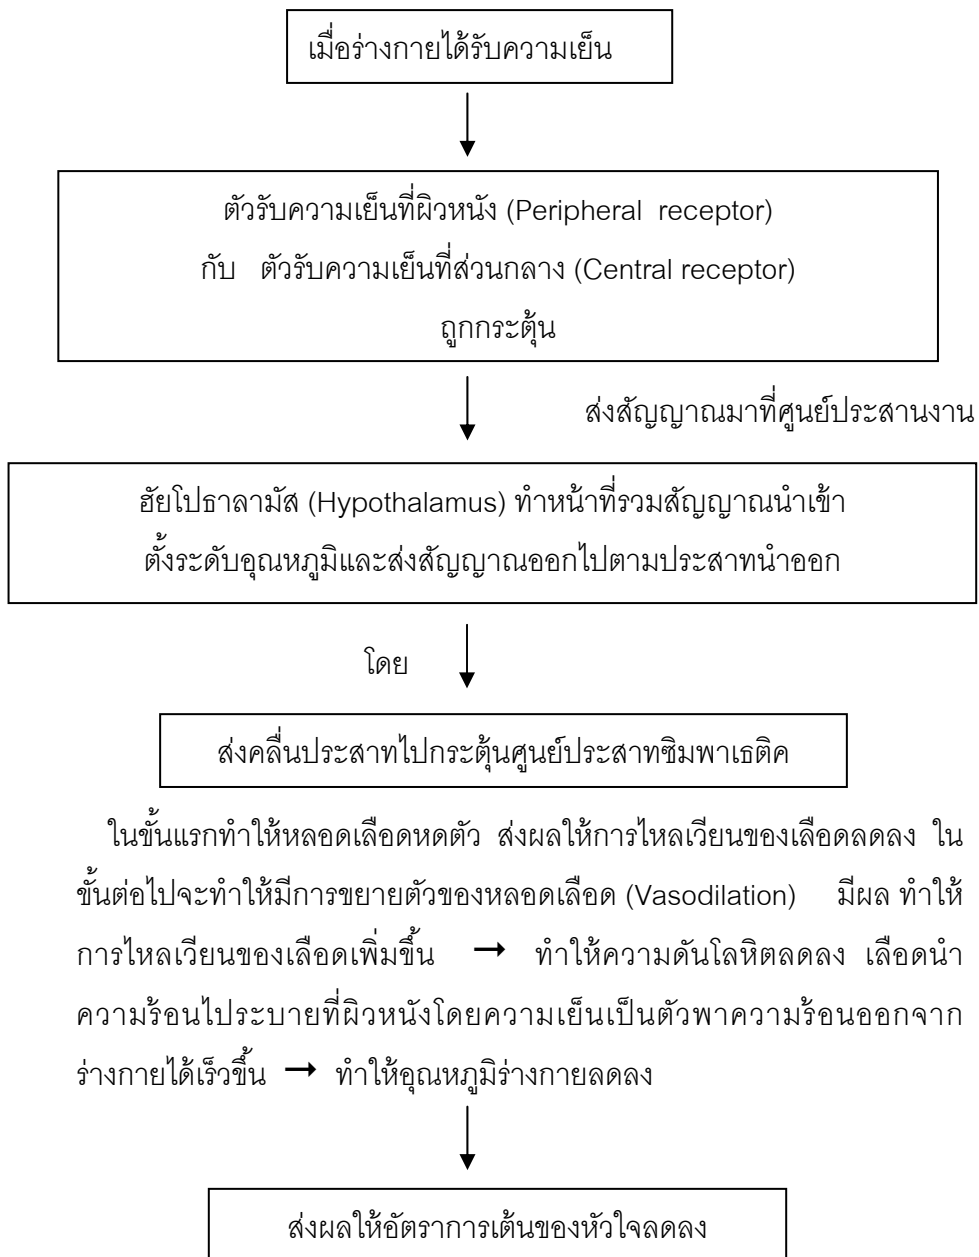 เมื่อร่างกายได้รับความเย็น
ตัวรับความเย็นที่ผิวหนัง (Peripheral receptor)
กับ ตัวรับความเย็นที่ส่วนกลาง (Central receptor)
ถูกกระตุ้น
ส่งสัญญาณมาที่ศูนย์ประสานงาน
ฮัยโปธาลามัส (Hypothalamus) ทำหน้าที่รวมสัญญาณนำเข้า
ตั้งระดับอุณหภูมิและส่งสัญญาณออกไปตามประสาทนำออก
โดย
ส่งคลื่นประสาทไปกระตุ้นศูนย์ประสาทซิมพาเธติค
ในขั้นแรกทำให้หลอดเลือดหดตัว ส่งผลให้การไหลเวียนของเลือดลดลง ใน
ขั้นต่อไปจะทำให้มีการขยายตัวของหลอดเลือด (Vasodilation) มีผล ทำให้
การไหลเวียนของเลือดเพิ่มขึ้น → ทำให้ความดันโลหิตลดลง เลือดนำ
ความร้อนไประบายที่ผิวหนังโดยความเย็นเป็นตัวพาความร้อนออกจาก
ร่างกายได้เร็วขึ้น → ทำให้อุณหภูมิร่างกายลดลง
ส่งผลให้อัตราการเต้นของหัวใจลดลง